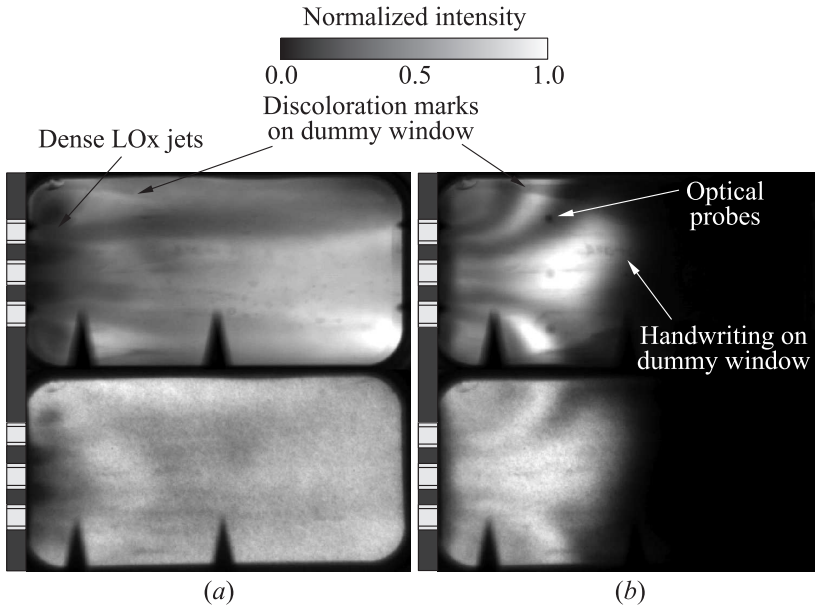 Normalized intensity
0.0 0.5 1.0
Discoloration marks
on dummy window
Dense LOx jets
Optical
probes
Handwriting on
dummy window
(a) (b)